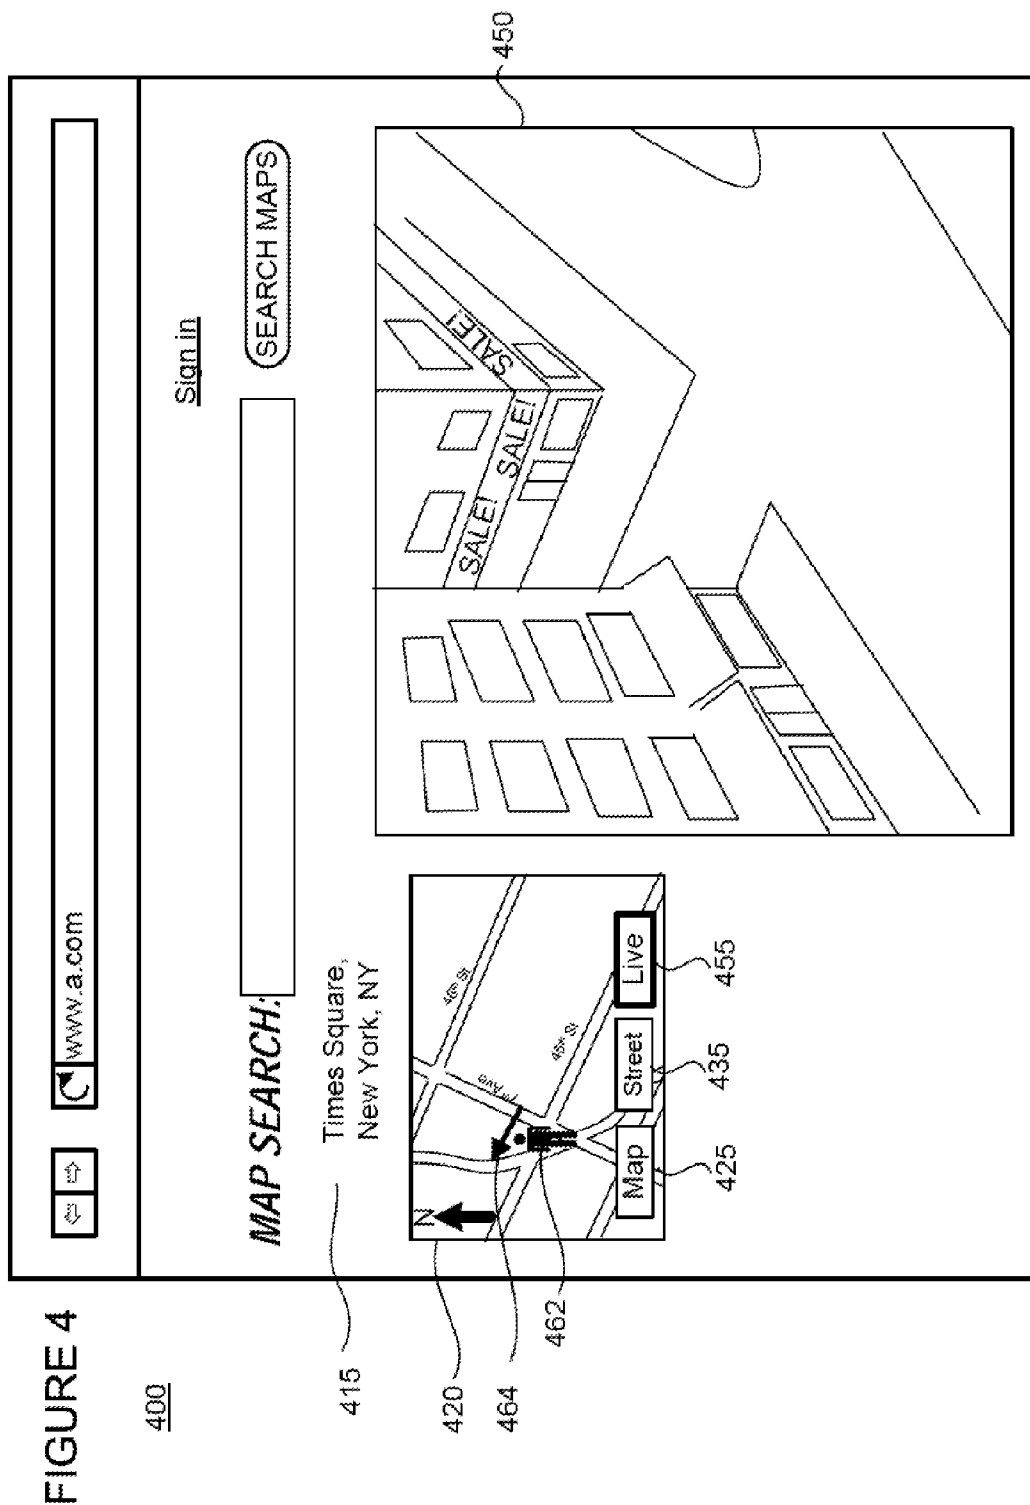 FIGURE 4
400
www.a.com
Sign in
MAP SEARCH:
SEARCH MAPS
415
Times Square,
New York, NY
420
464
462
N
46th St
7th Ave
45th St
Map
Street
Live
425
435
455
450
SALE! SALE! SALE!